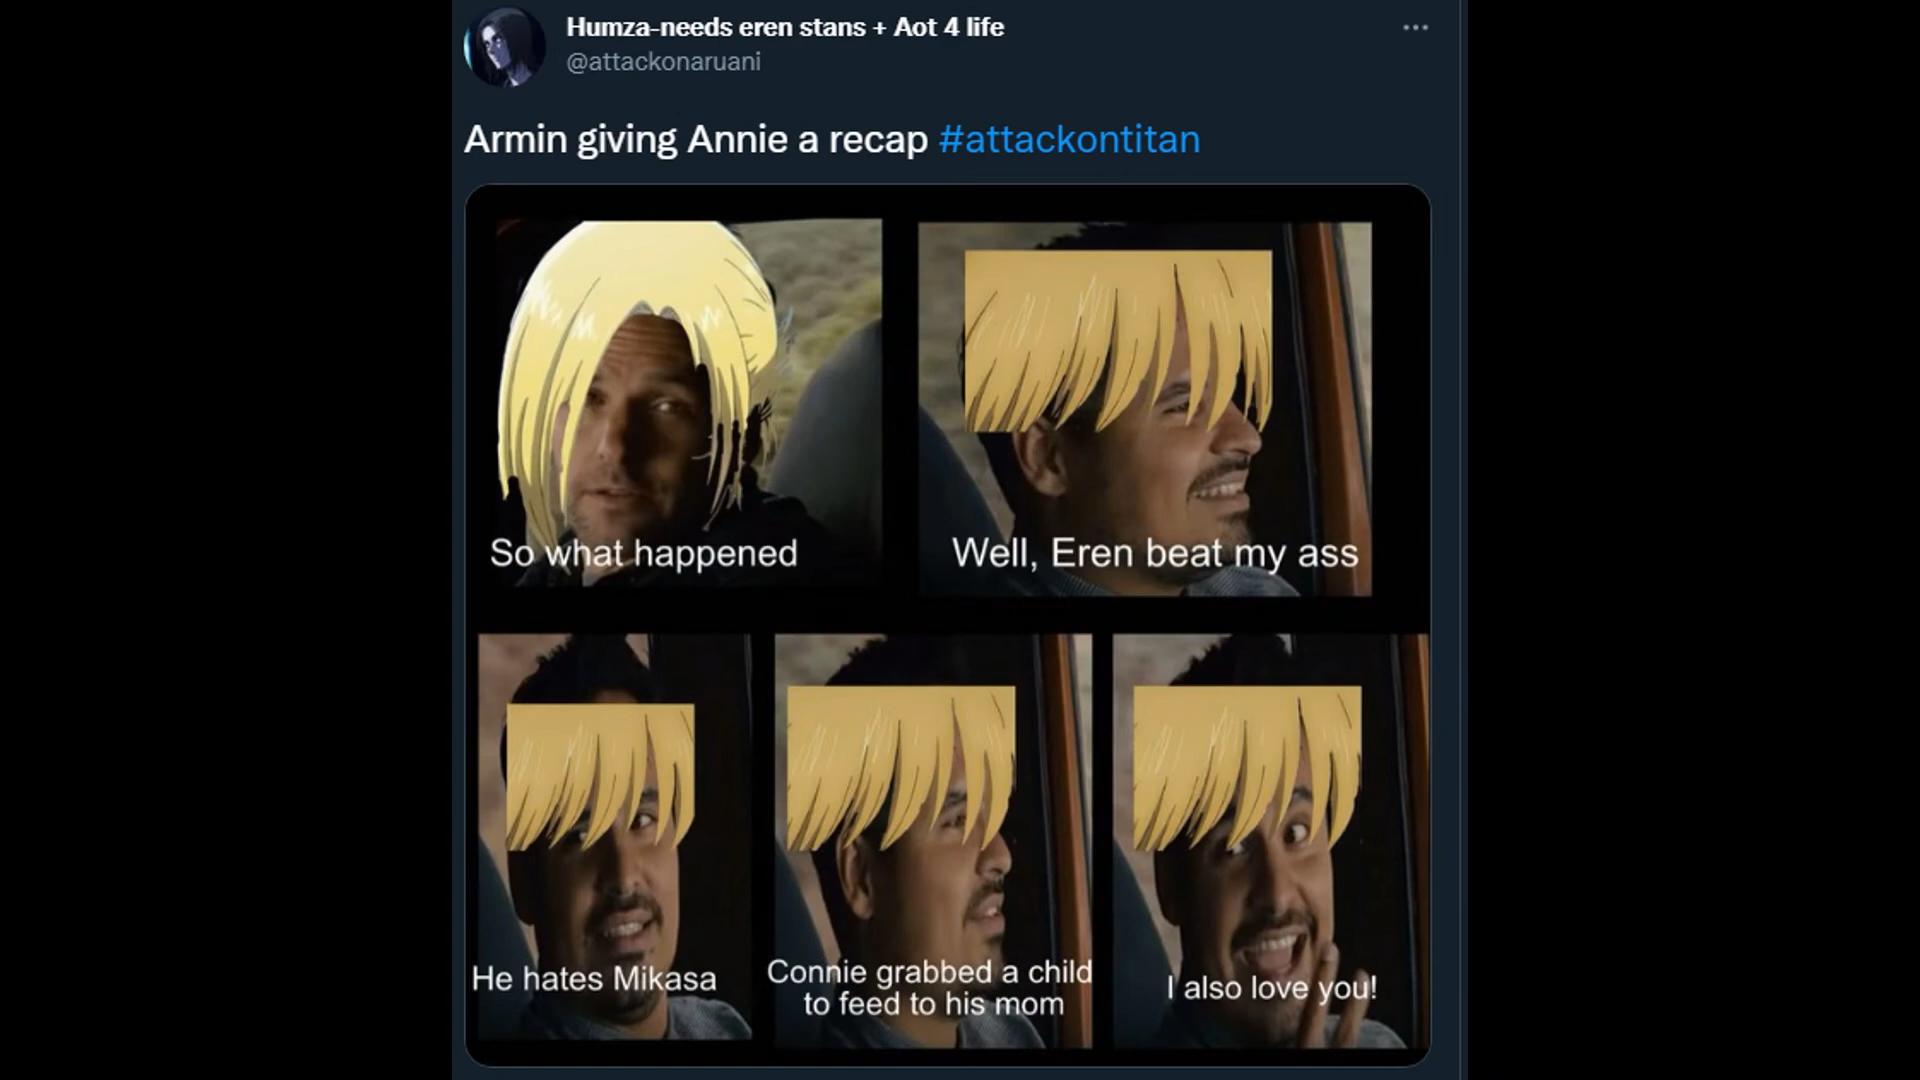 Humza-needs eren stans + Aot 4 life
@attackonaruani
Armin giving Annie a recap #attackontitan
So what happened
Well, Eren beat my ass
He hates Mikasa
Connie grabbed a child
to feed to his mom
I also love you!